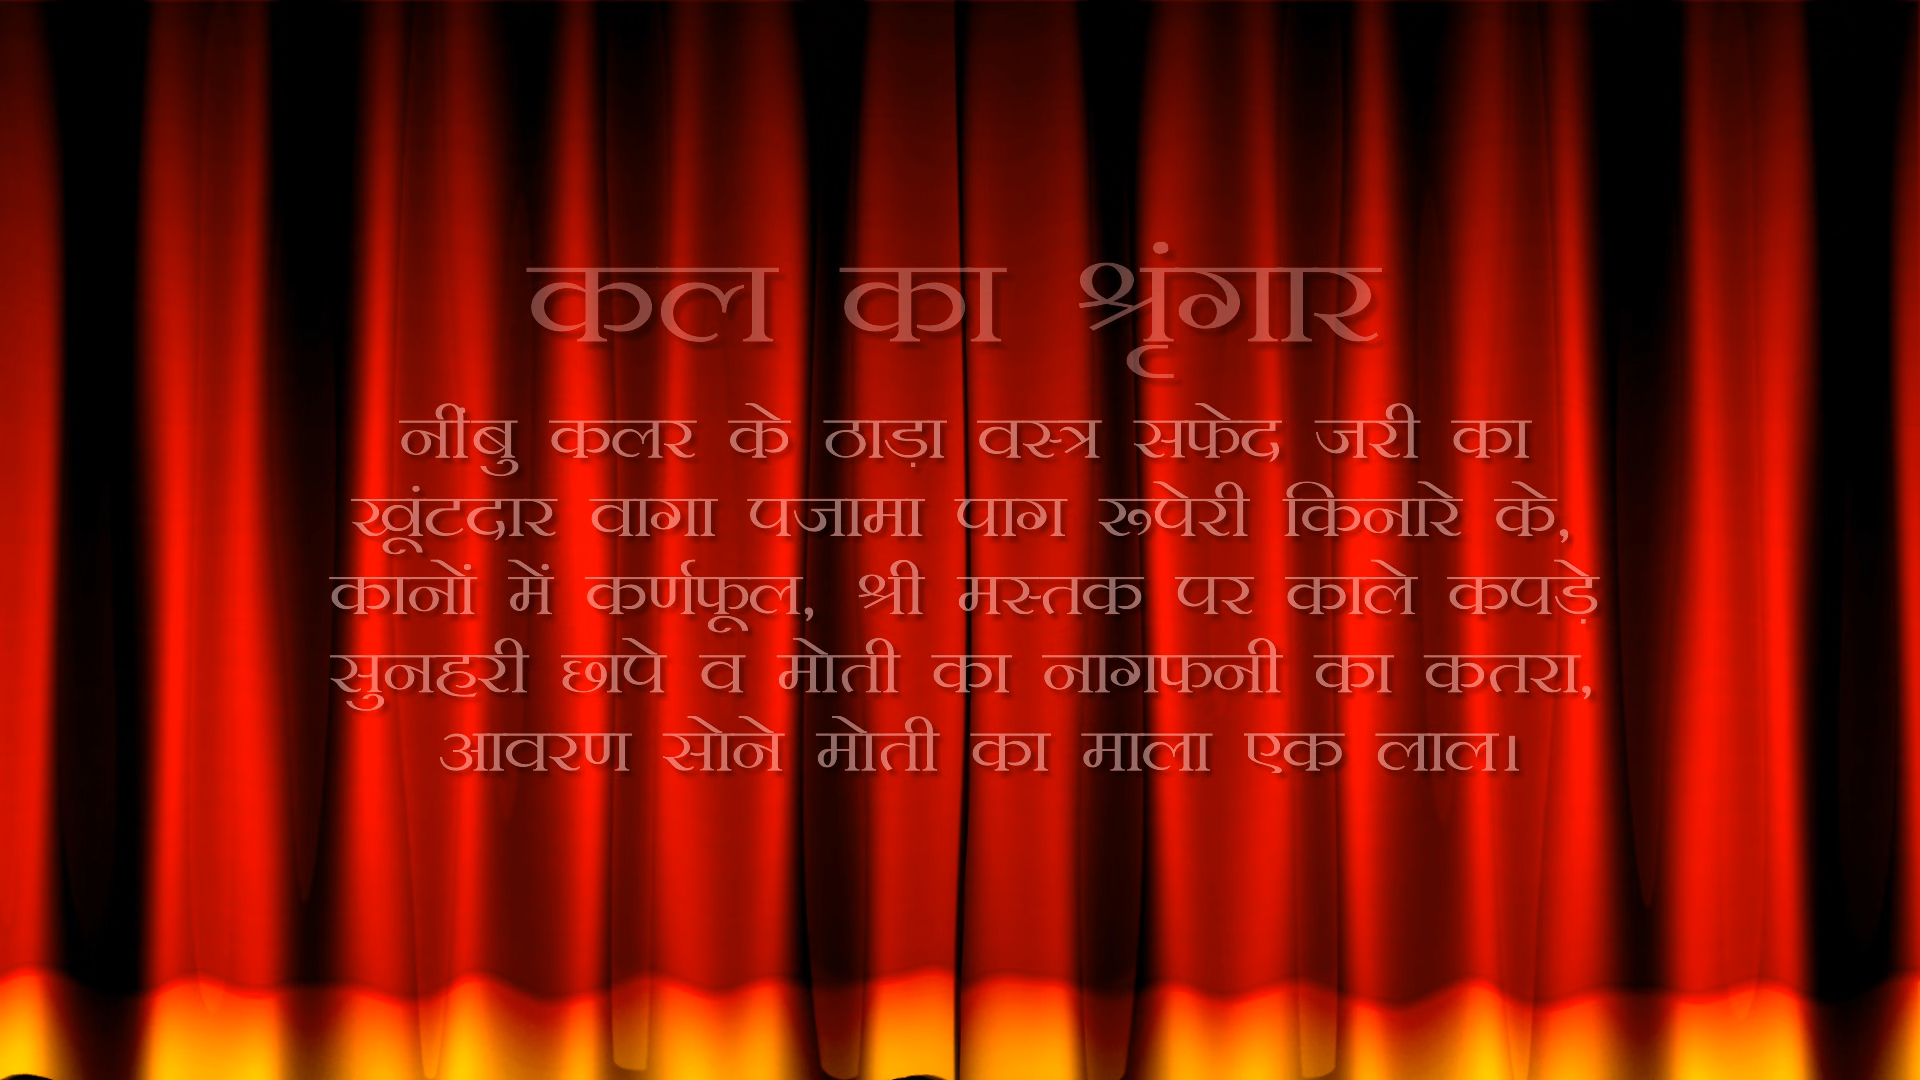 कल का श्रृंगार
नींबु कलर के ठाड़ा वस्त्र सफेद जरी का
खूंटदार वागा पजामा पाग रुपेरी किनारे के,
कानों में कर्णफूल, श्री मस्तक पर काले कपड़े
सुनहरी छापे व मोती का नागफनी का कतरा,
आवरण सोने मोती का माला एक लाल।